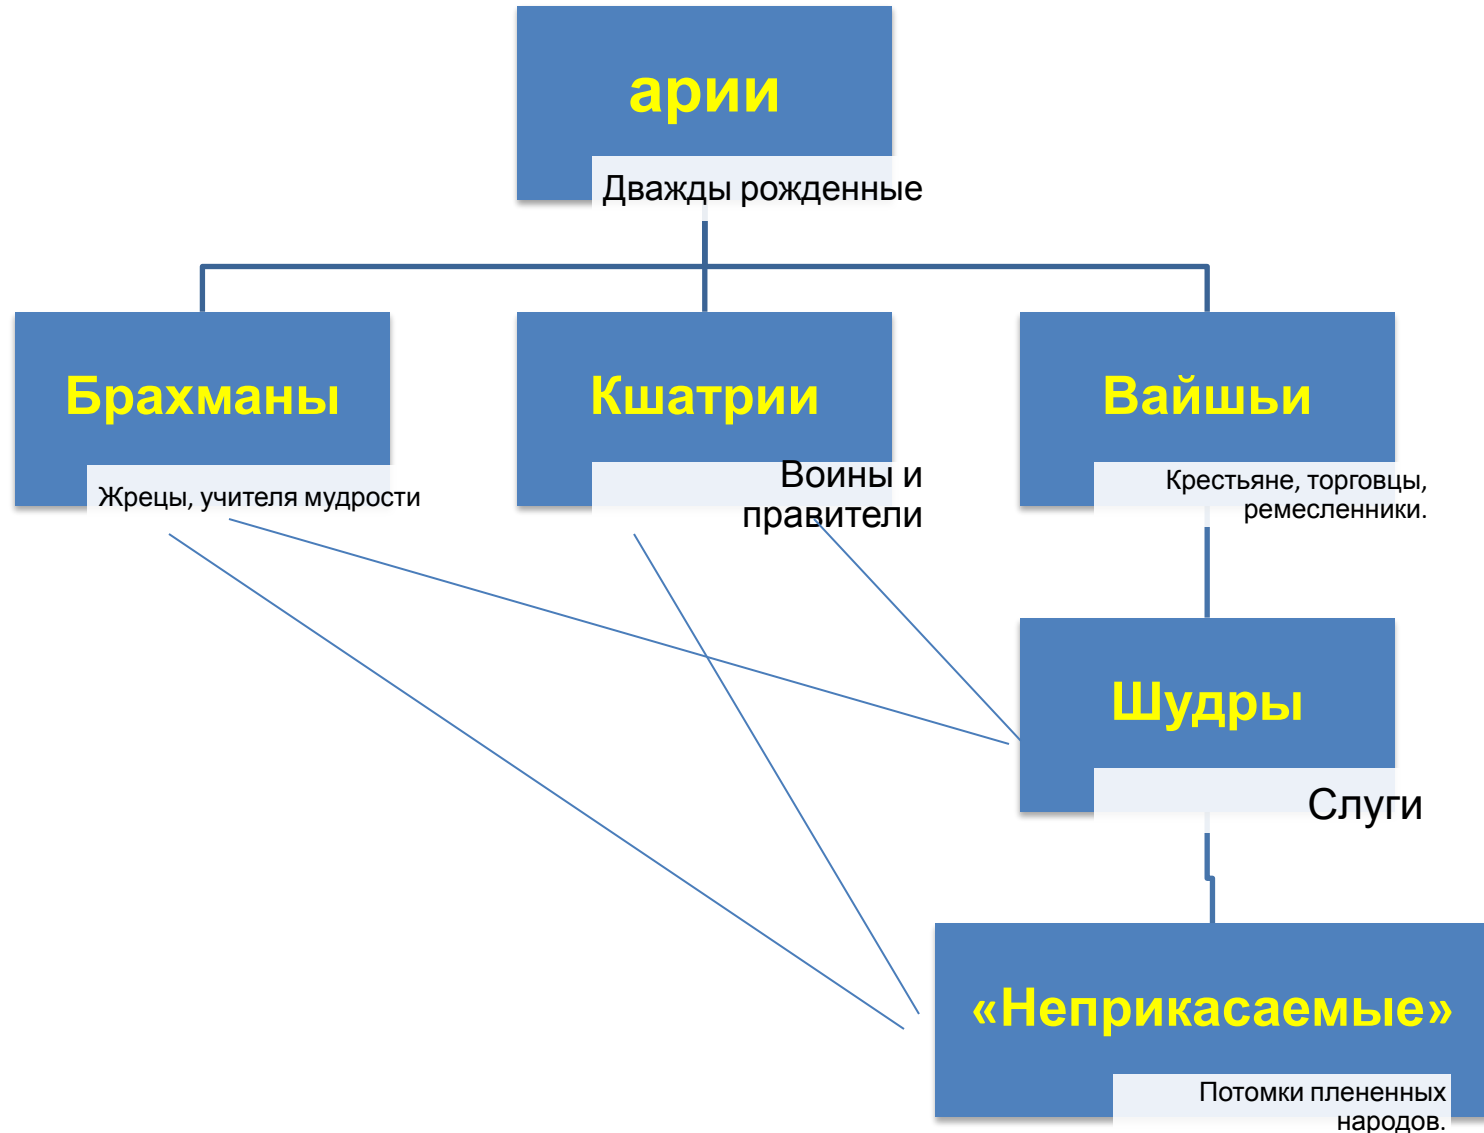 арии
Дважды рожденные
Брахманы
Жрецы, учителя мудрости
Кшатрии
Воины и
правители
Вайшьи
Крестьяне, торговцы,
ремесленники.
Шудры
Слуги
«Неприкасаемые»
Потомки плененных
народов.